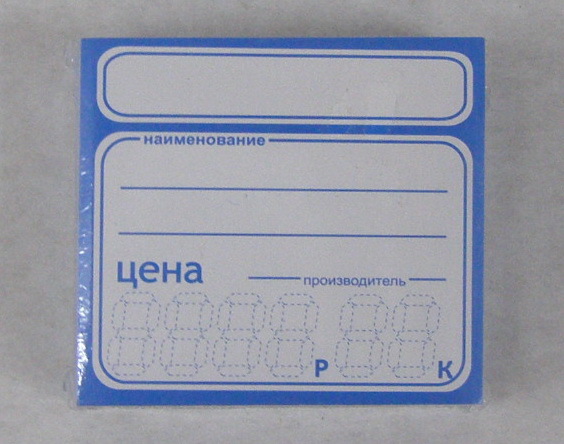 наименование
цена
производитель
Р К